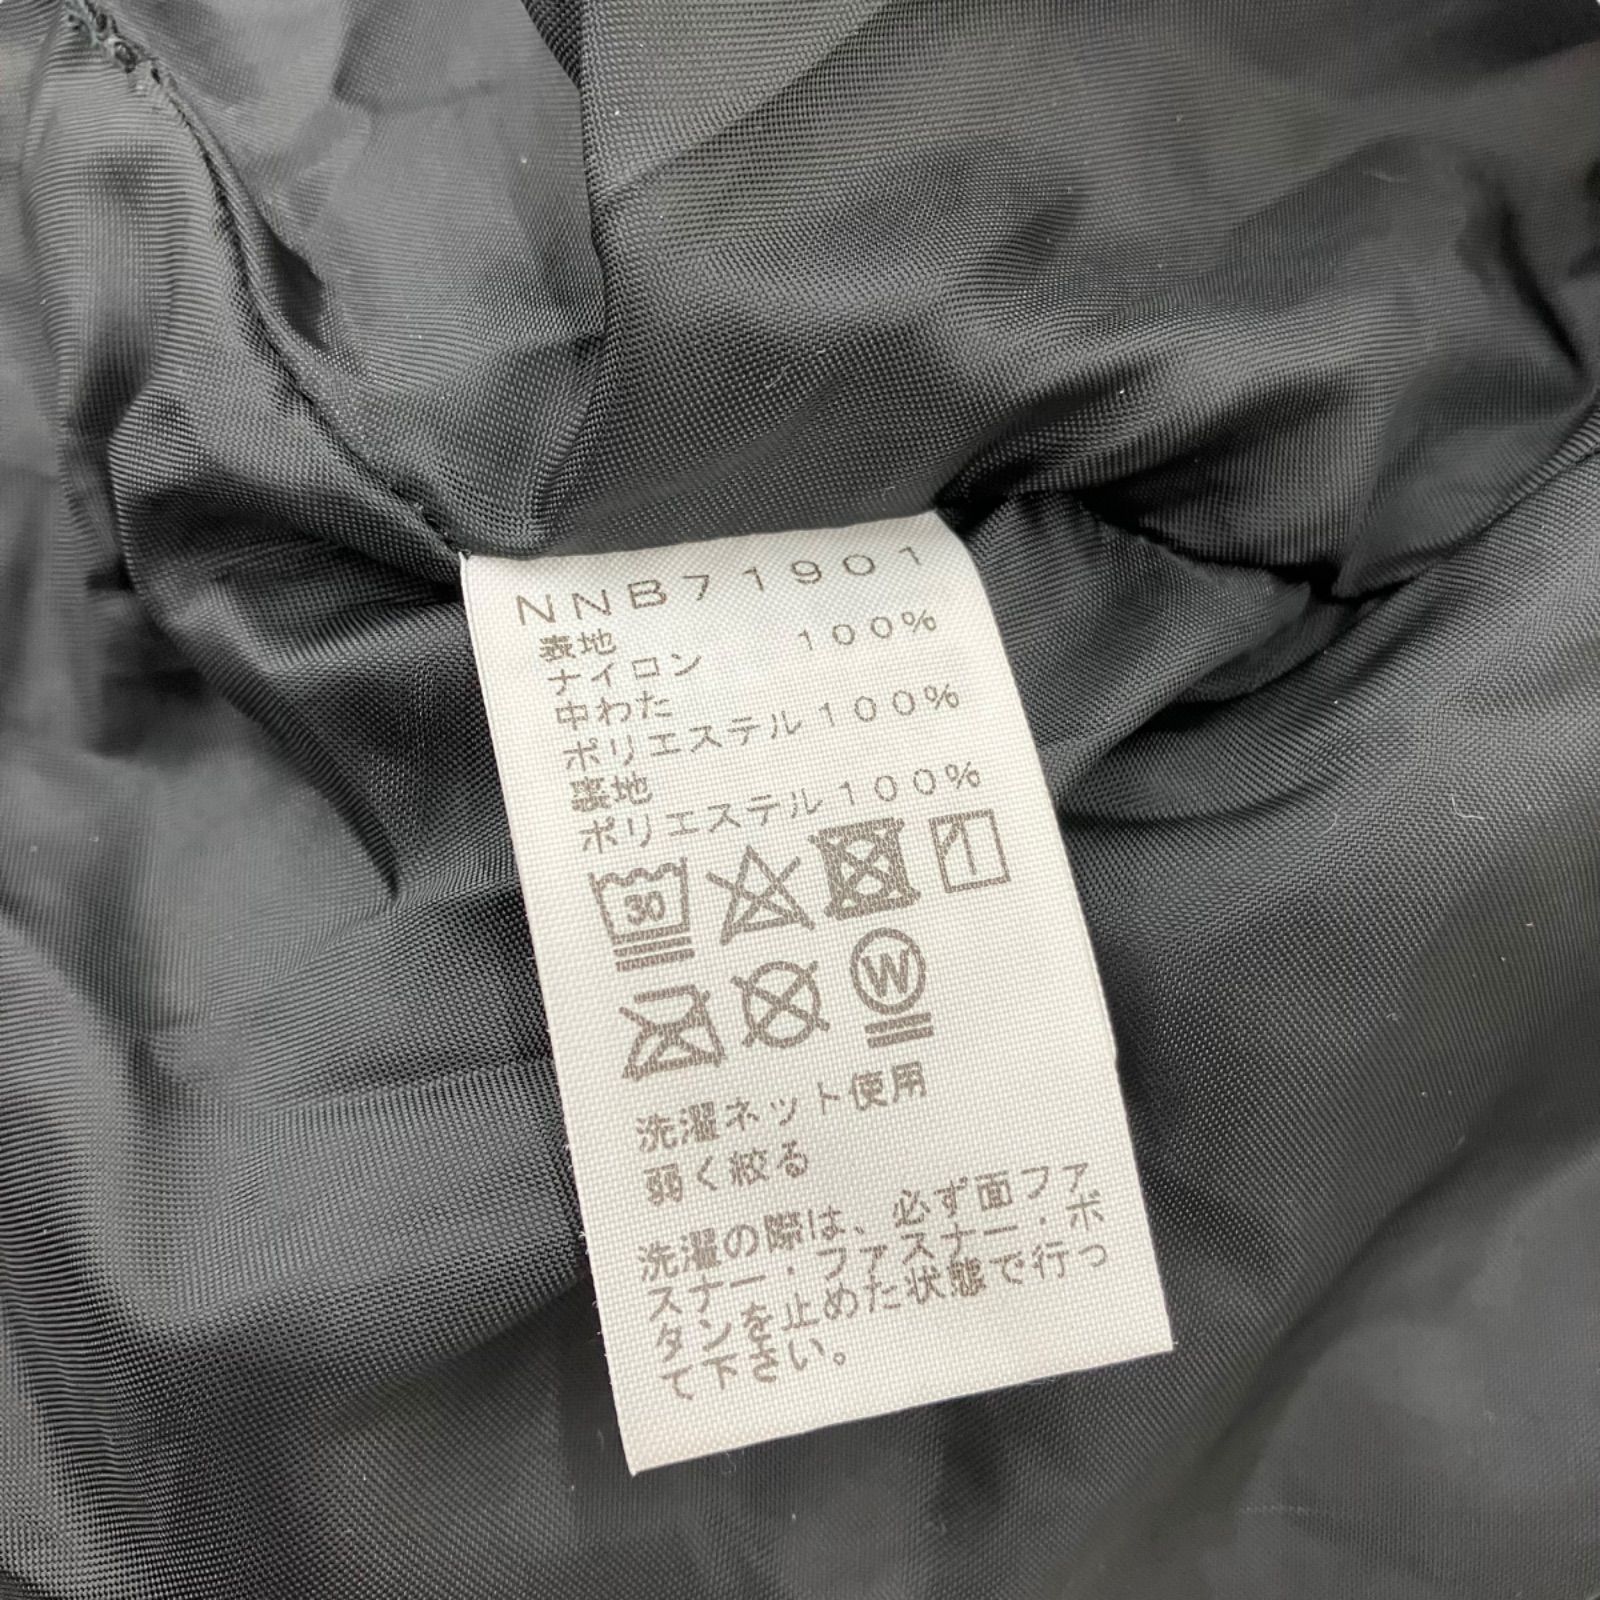 NNB71901
表地
ナイロン 100%
中わた
ポリエステル100%
裏地
ポリエステル100%
30
W
洗濯ネット使用
弱く絞る
洗濯の際は、必ず面ファ
スナー・ファスナー・ボ
タンを止めた状態で行っ
て下さい。